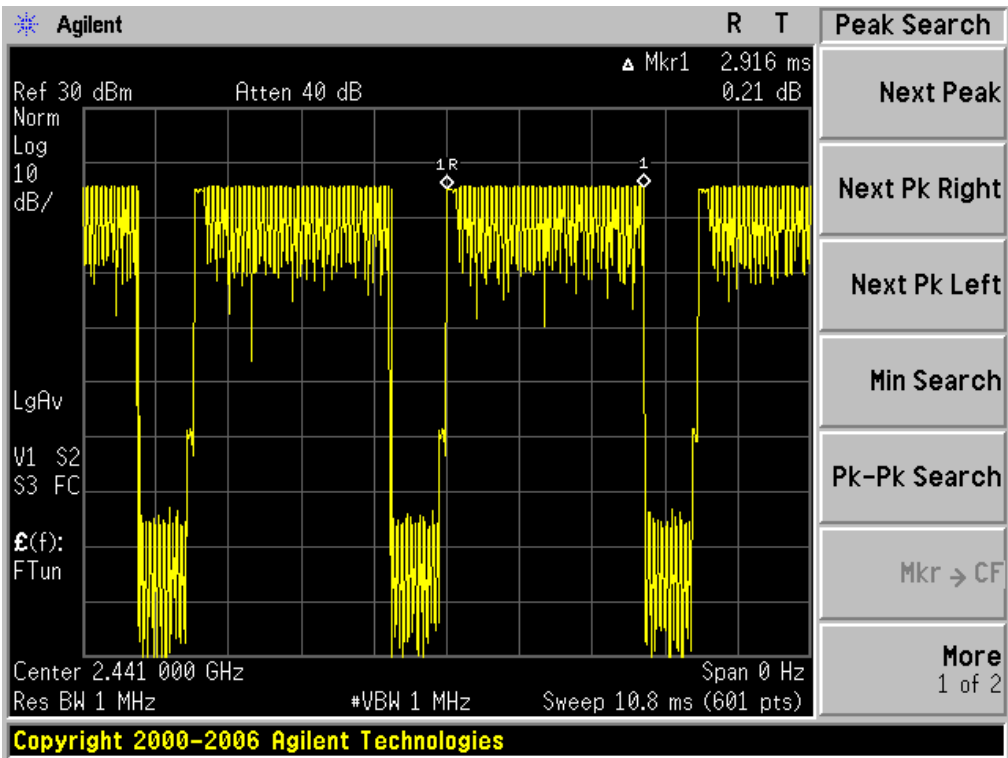 Agilent R T
Peak Search
Δ Mkr1 2.916 ms
Ref 30 dBm Atten 40 dB 0.21 dB
Norm
Log
10
dB/
1R
1
LgAv
V1 S2
S3 FC
£(f):
FTun
Center 2.441 000 GHz Span 0 Hz
Res BW 1 MHz #VBW 1 MHz Sweep 10.8 ms (601 pts)
Copyright 2000-2006 Agilent Technologies
Next Peak
Next Pk Right
Next Pk Left
Min Search
Pk-Pk Search
Mkr → CF
More
1 of 2